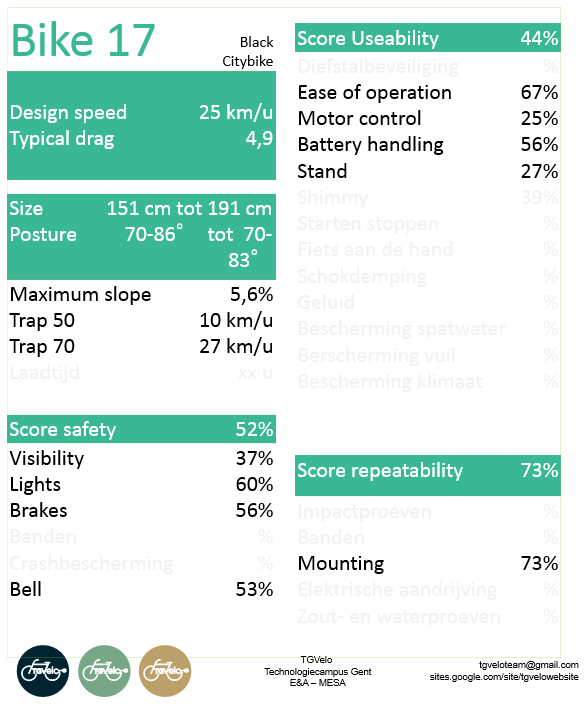 Bike 17
Black
Citybike
Design speed 25 km/u
Typical drag 4,9
Size 151 cm tot 191 cm
Posture 70-86° tot 70-
83°
Maximum slope 5,6%
Trap 50 10 km/u
Trap 70 27 km/u
Laadtijd xx u
Score safety 52%
Visibility 37%
Lights 60%
Brakes 56%
Banden %
Crashbescherming %
Bell 53%
Score Useability 44%
Diefstalbeveiliging %
Ease of operation 67%
Motor control 25%
Battery handling 56%
Stand 27%
Shimmy 39%
Starten stoppen %
Fiets aan de hand %
Schokdemping %
Geluid %
Bescherming spatwater %
Berscherming vuil %
Bescherming klimaat %
Score repeatability 73%
Impactproeven %
Banden %
Mounting 73%
Elektrische aandrijving %
Zout- en waterproeven %
TGVelo
TGVelo
TGVelo
TGVelo
Technologiecampus Gent
E&A – MESA
tgveloteam@gmail.com
sites.google.com/site/tgvelowebsite